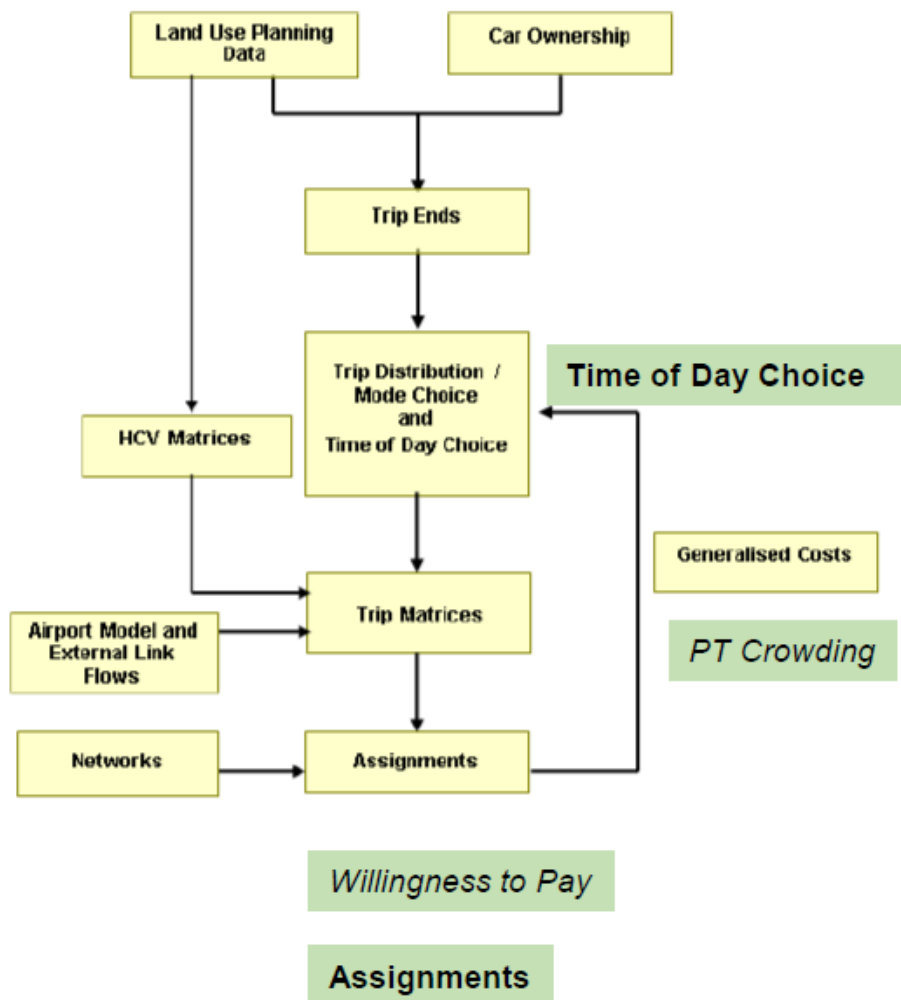 Land Use Planning
Data
Car Ownership
Trip Ends
Trip Distribution /
Mode Choice
and
Time of Day Choice
Time of Day Choice
HCV Matrices
Generalised Costs
Trip Matrices
Airport Model and
External Link
Flows
PT Crowding
Networks
Assignments
Willingness to Pay
Assignments